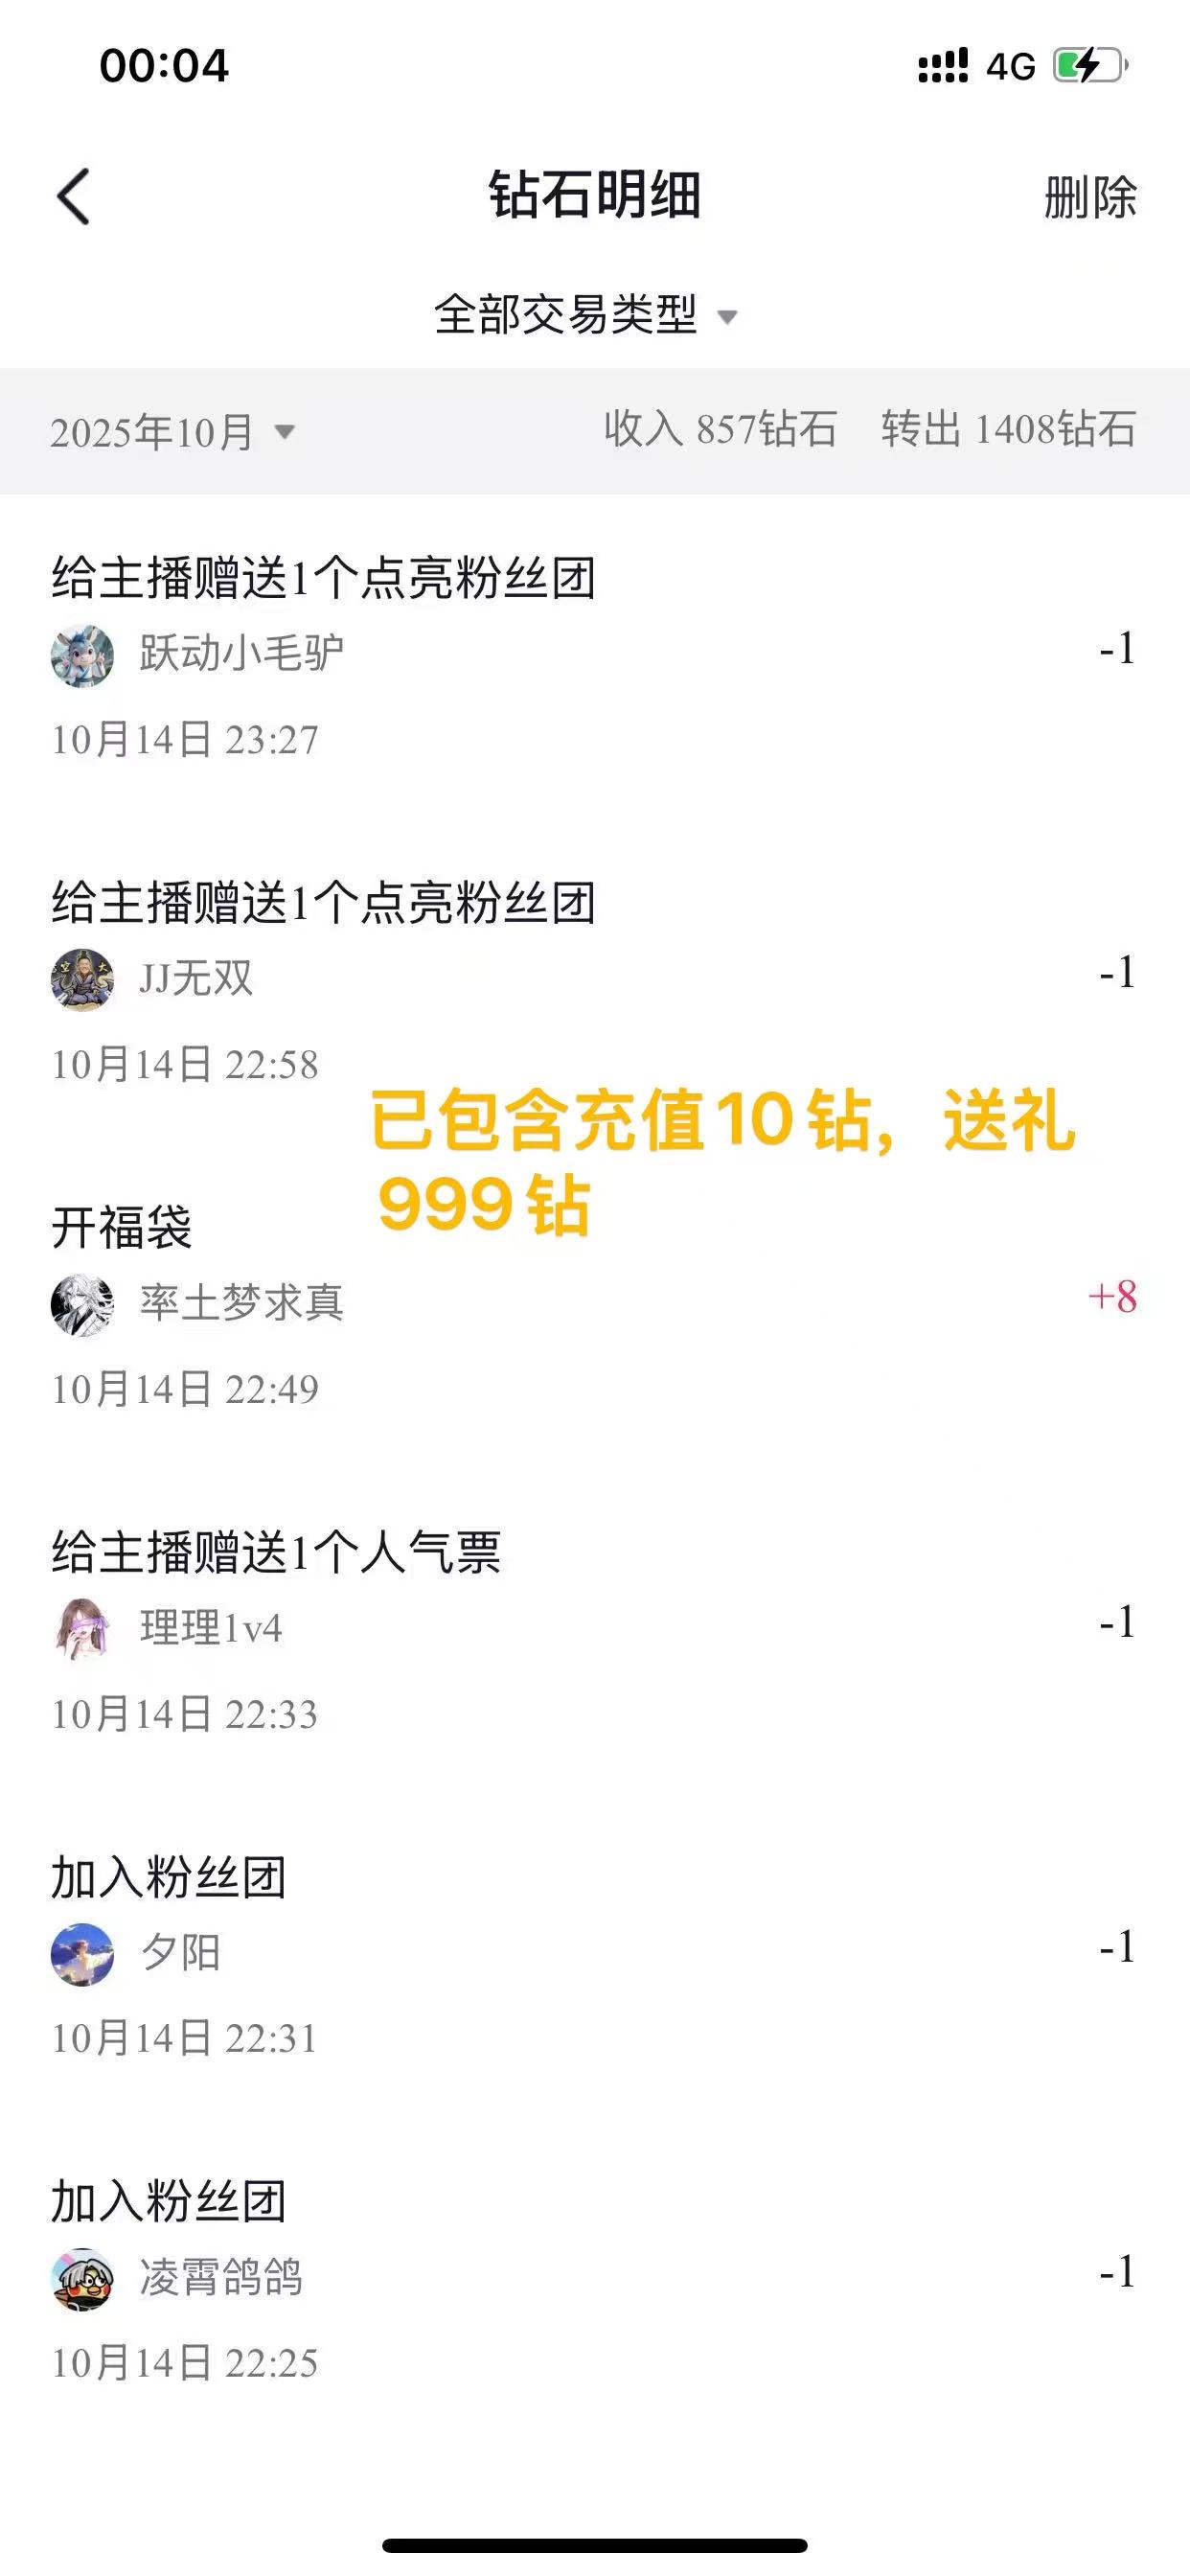 00:04
4G
钻石明细
删除
全部交易类型
2025年10月
收入 857钻石 转出 1408钻石
给主播赠送1个点亮粉丝团
跃动小毛驴
-1
10月14日 23:27
给主播赠送1个点亮粉丝团
JJ无双
-1
10月14日 22:58
已包含充值10钻，送礼
999钻
开福袋
率土梦求真
+8
10月14日 22:49
给主播赠送1个人气票
理理1v4
-1
10月14日 22:33
加入粉丝团
夕阳
-1
10月14日 22:31
加入粉丝团
凌霄鸽鸽
-1
10月14日 22:25